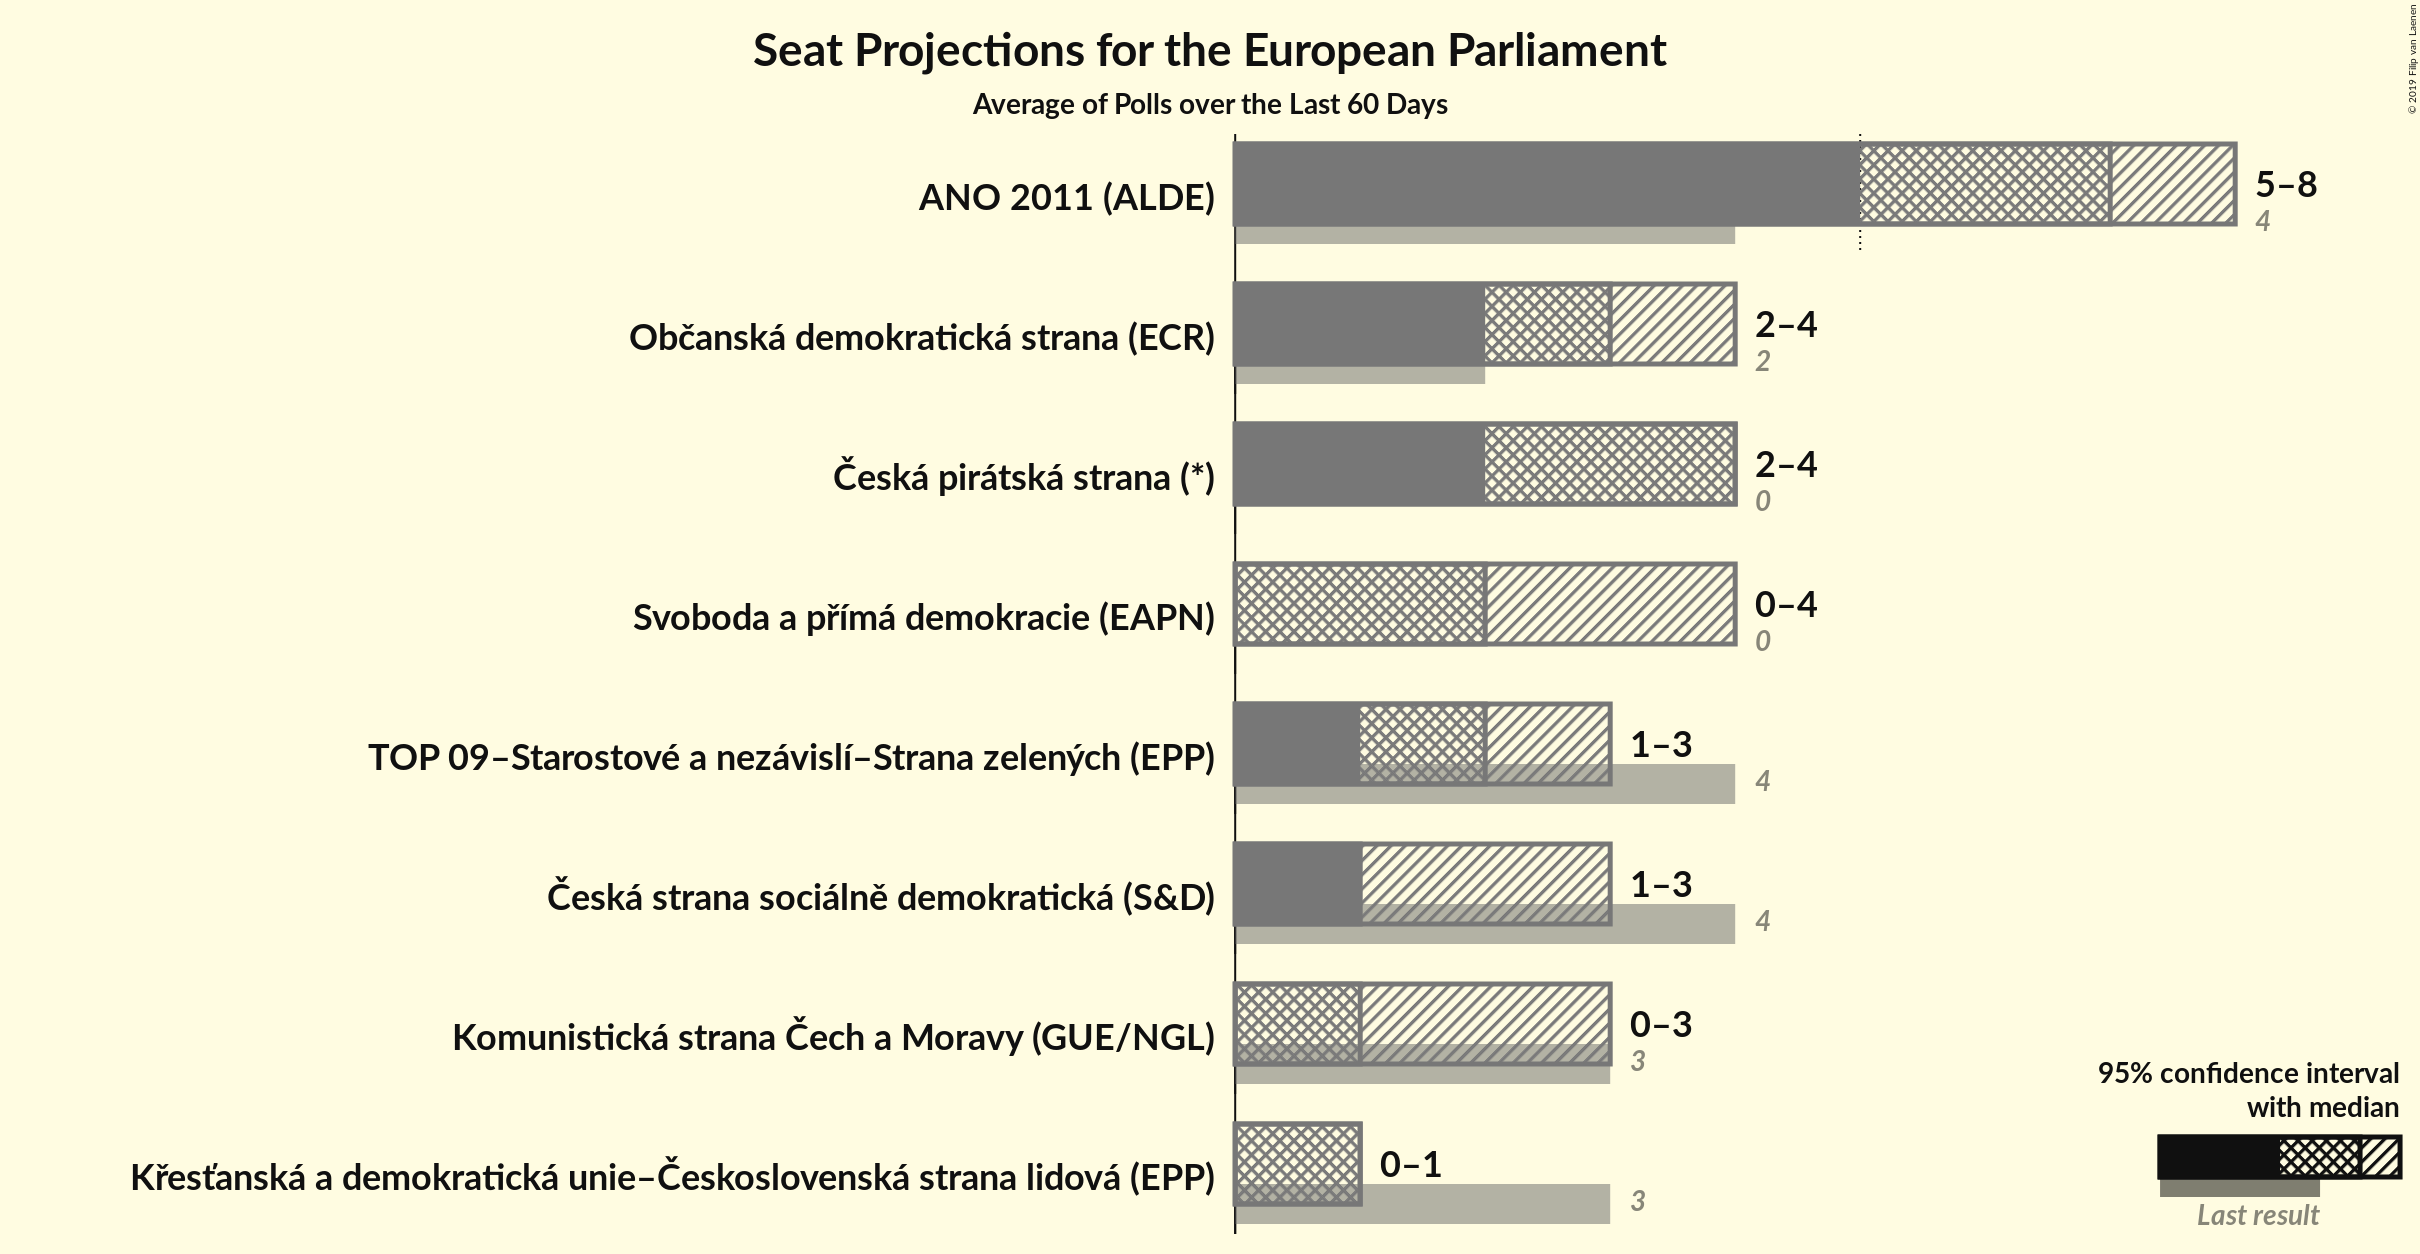 Seat Projections for the European Parliament
Average of Polls over the Last 60 Days
© 2019 Filip van Laenen
ANO 2011 (ALDE)
5–8
4
Občanská demokratická strana (ECR)
2–4
2
Česká pirátská strana (*)
2–4
0
Svoboda a přímá demokracie (EAPN)
0–4
0
TOP 09–Starostové a nezávislí–Strana zelených (EPP)
1–3
4
Česká strana sociálně demokratická (S&D)
1–3
4
Komunistická strana Čech a Moravy (GUE/NGL)
0–3
3
Křesťanská a demokratická unie–Československá strana lidová (EPP)
0–1
3
95% confidence interval
with median
Last result